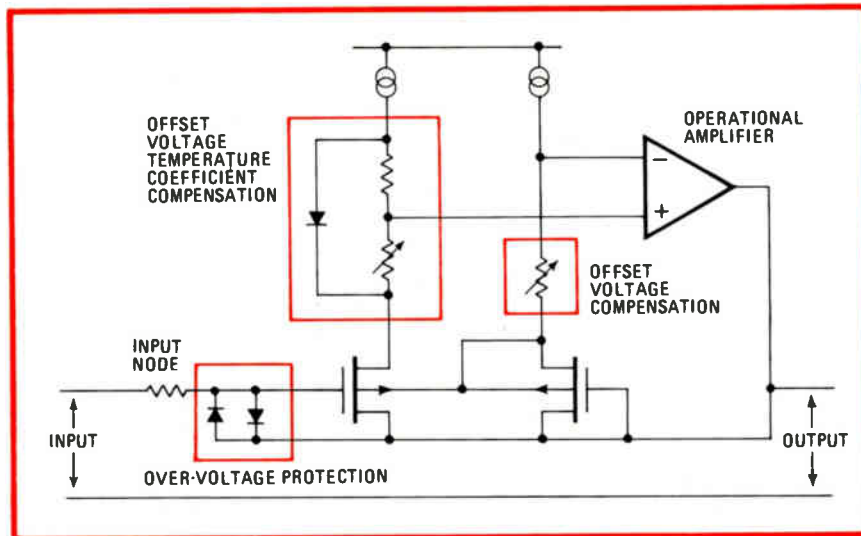 OFFSET
VOLTAGE
TEMPERATURE
COEFFICIENT
COMPENSATION
OPERATIONAL
AMPLIFIER
−
+
OFFSET
VOLTAGE
COMPENSATION
INPUT
NODE
INPUT
OUTPUT
OVER-VOLTAGE PROTECTION